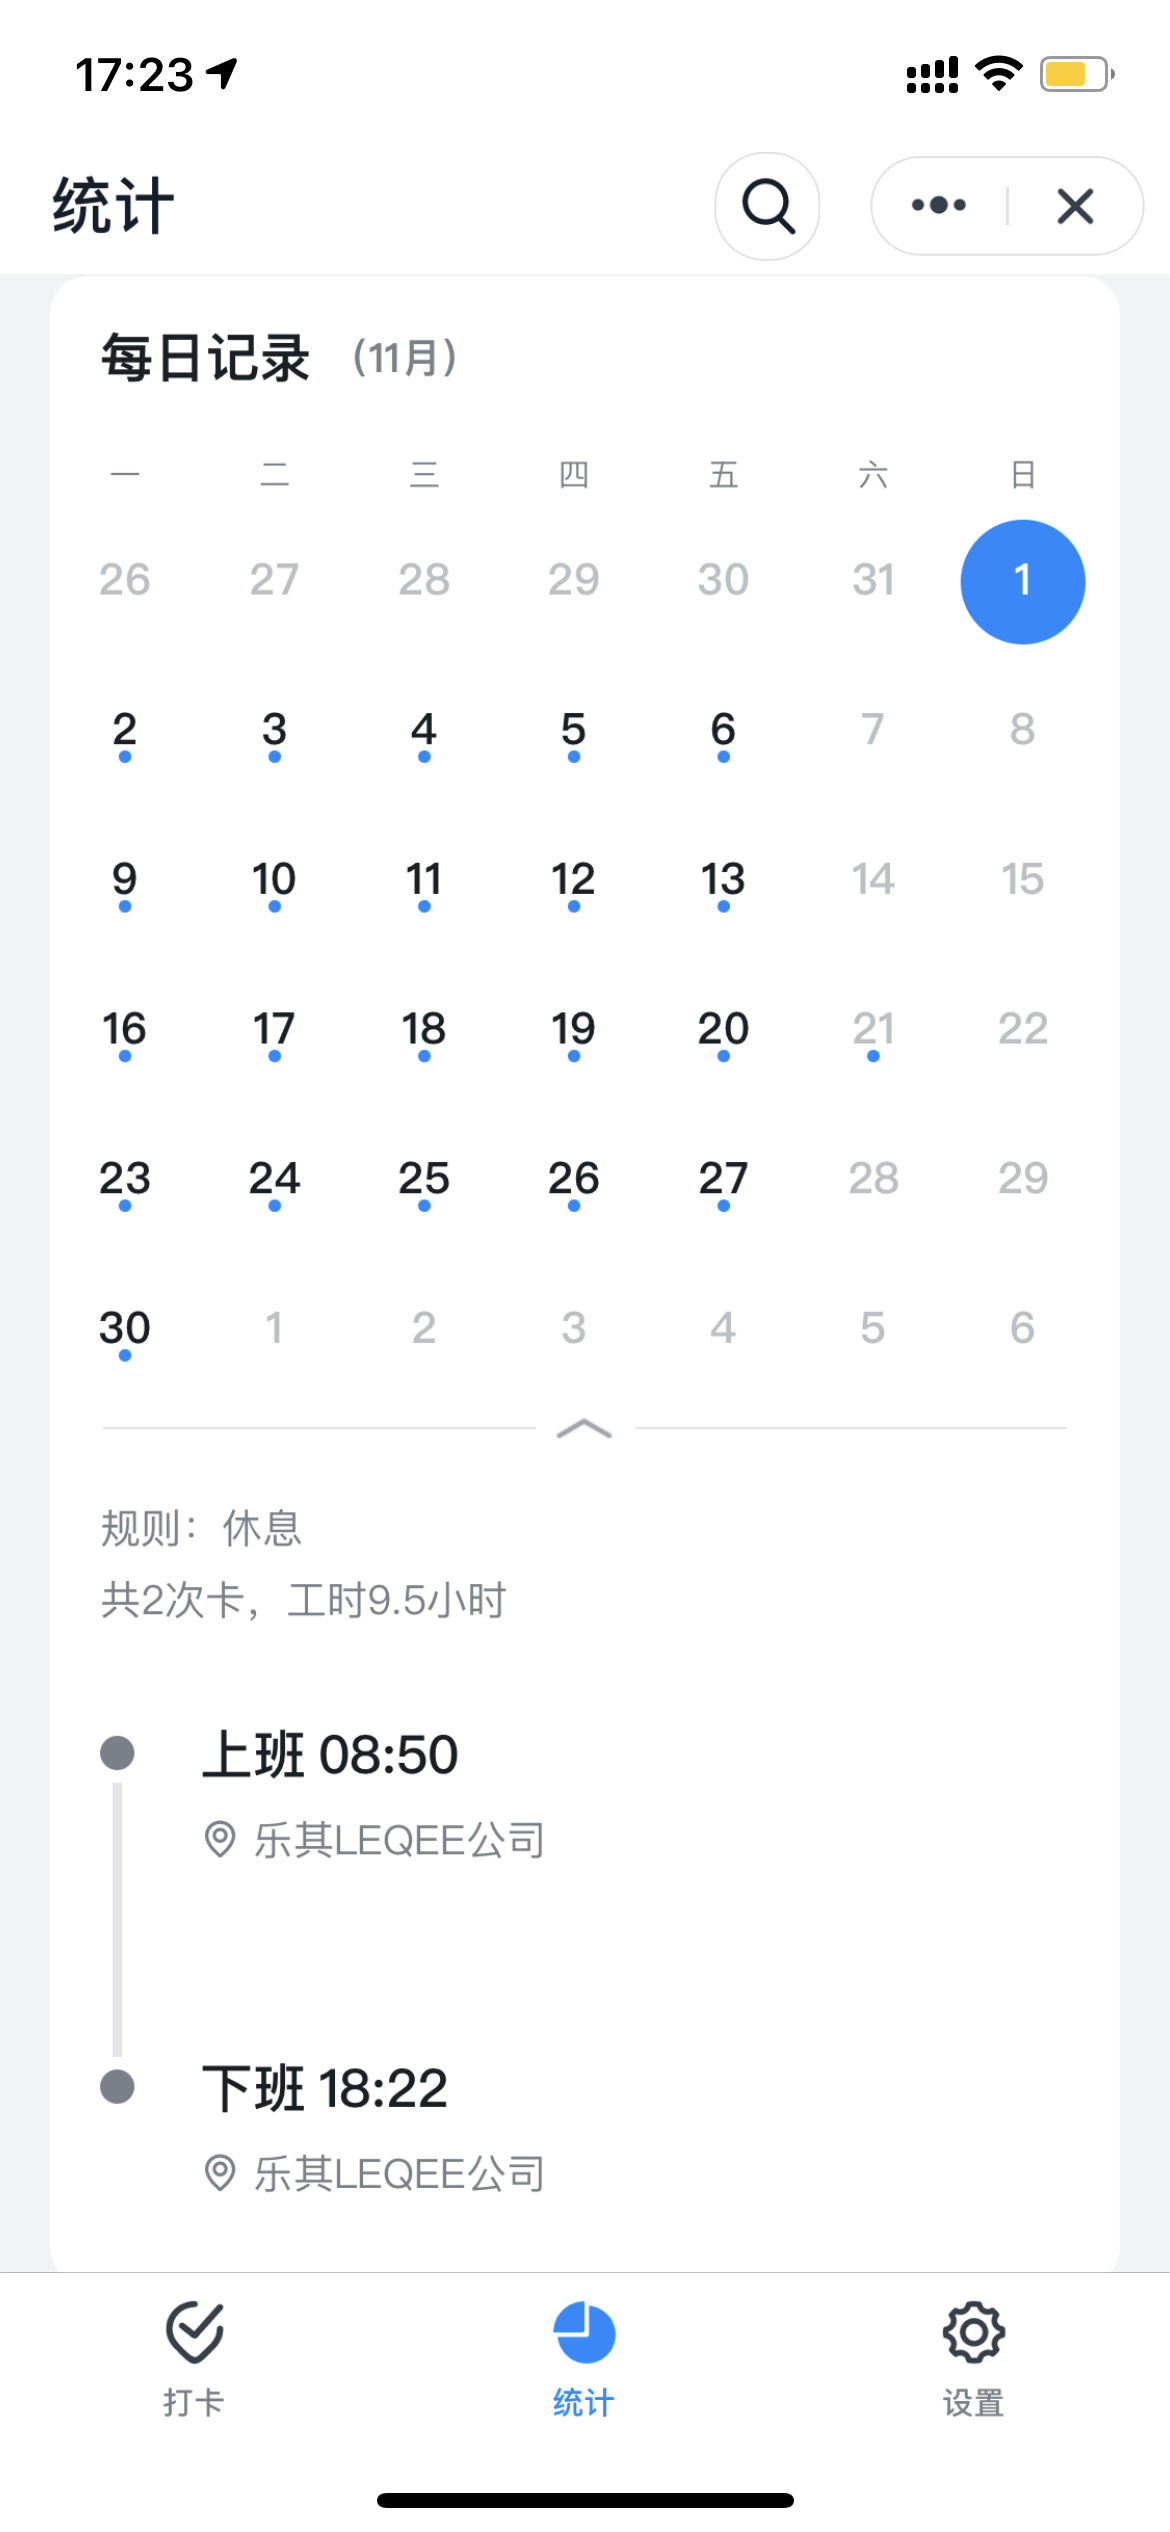 17:23
统计
每日记录 （11月）
一 二 三 四 五 六 日
26 27 28 29 30 31 1
2 3 4 5 6 7 8
9 10 11 12 13 14 15
16 17 18 19 20 21 22
23 24 25 26 27 28 29
30 1 2 3 4 5 6
规则：休息
共2次卡，工时9.5小时
上班 08:50
乐其LEQEE公司
下班 18:22
乐其LEQEE公司
打卡 统计 设置